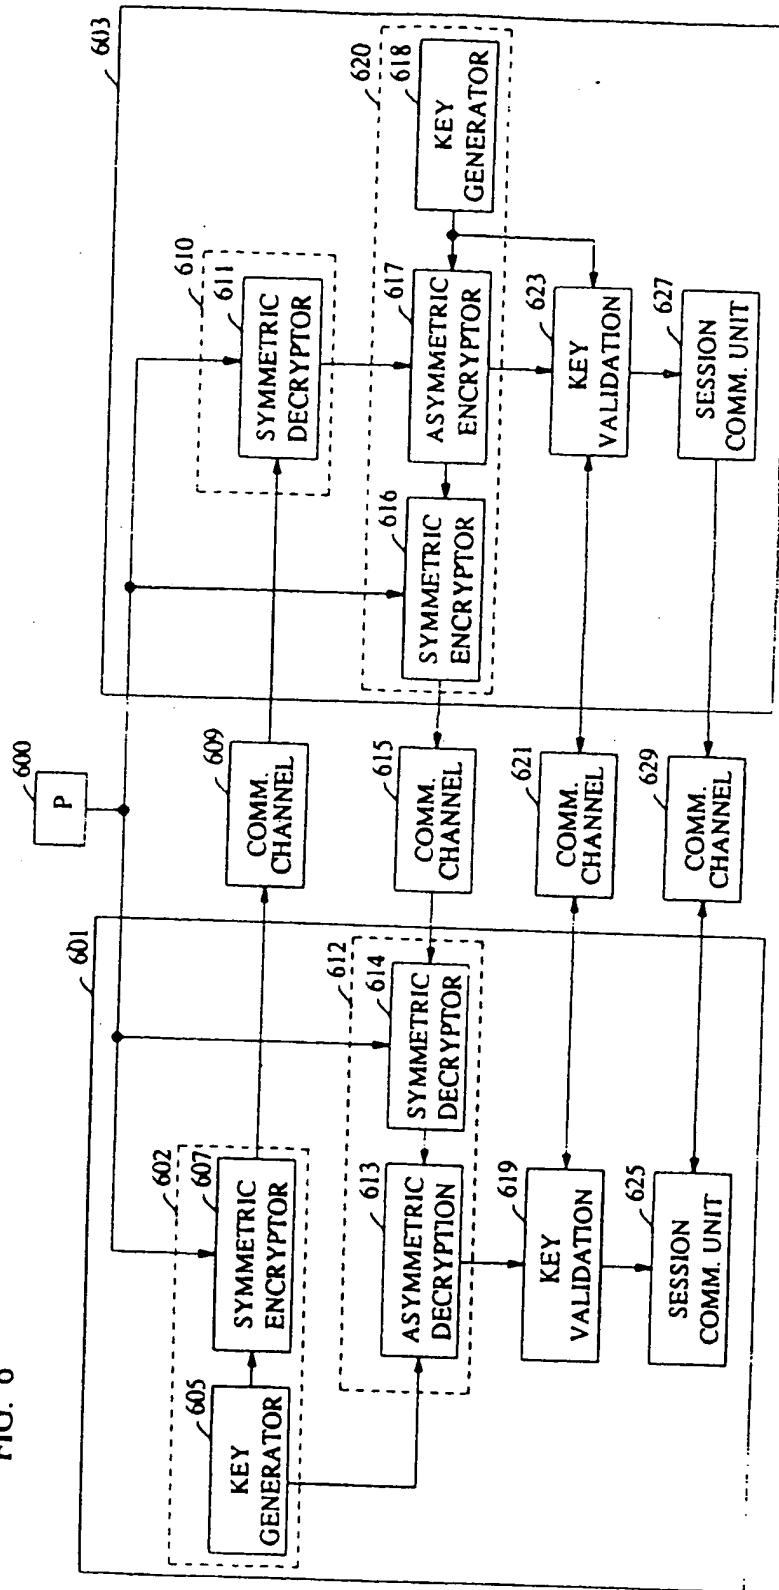 FIG. 6
600
P
601
602
605
KEY
GENERATOR
607
SYMMETRIC
ENCRYPTOR
609
COMM.
CHANNEL
603
610
611
SYMMETRIC
DECRYPTOR
612
613
ASYMMETRIC
DECRYPTION
614
SYMMETRIC
DECRYPTOR
615
COMM.
CHANNEL
616
SYMMETRIC
ENCRYPTOR
617
ASYMMETRIC
ENCRYPTOR
620
618
KEY
GENERATOR
619
KEY
VALIDATION
621
COMM.
CHANNEL
623
KEY
VALIDATION
625
SESSION
COMM. UNIT
629
COMM.
CHANNEL
627
SESSION
COMM. UNIT